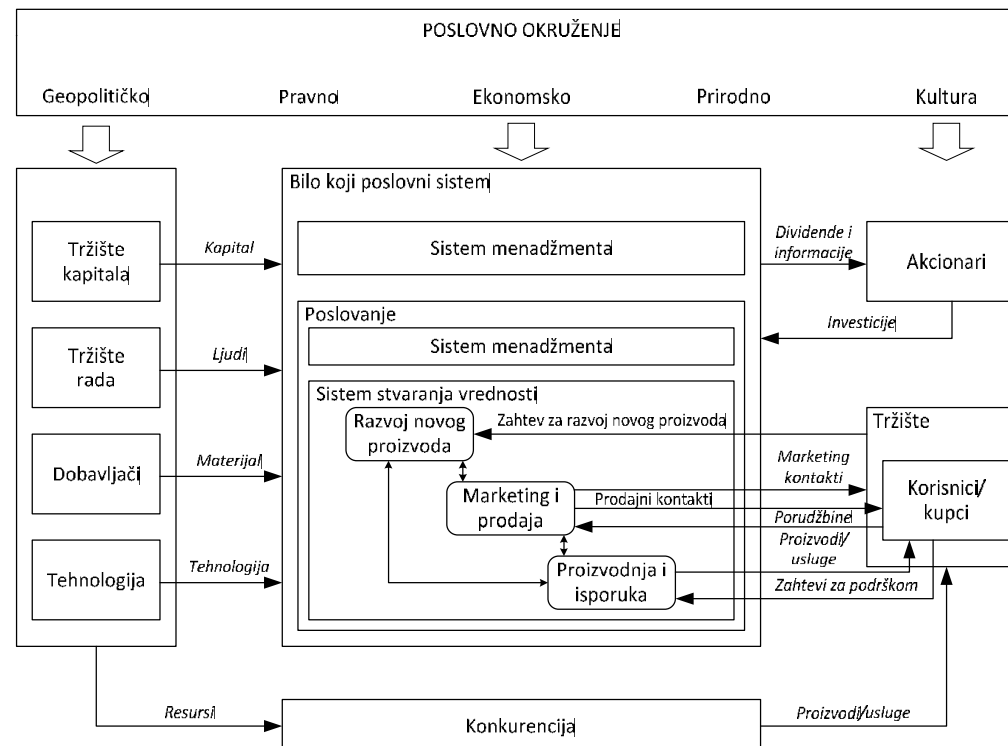 POSLOVNO OKRUŽENJE
Geopolitičko
Pravno
Ekonomsko
Prirodno
Kultura
Bilo koji poslovni sistem
Tržište
kapitala
Kapital
Sistem menadžmenta
Dividende i
informacije
Akcionari
Investicije
Poslovanje
Sistem menadžmenta
Tržište
rada
Ljudi
Sistem stvaranja vrednosti
Razvoj novog
proizvoda
Zahtev za razvoj novog proizvoda
Tržište
Dobavljači
Materijal
Marketing i
prodaja
Prodajni kontakti
Marketing
kontakti
Korisnici/
kupci
Porudžbine
Proizvodi/
usluge
Tehnologija
Tehnologija
Proizvodnja i
isporuka
Zahtevi za podrškom
Resursi
Konkurencija
Proizvodi/usluge